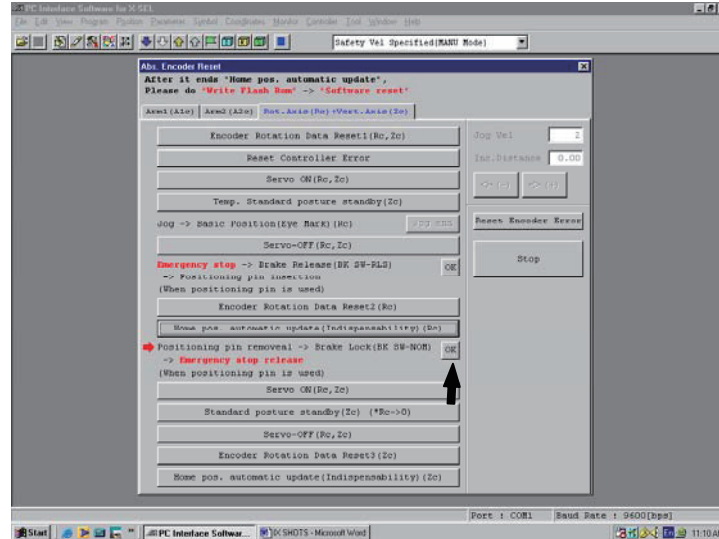 PC Interface Software for X-SEL
File Edit View Program Position Parameter Symbol Coordinates Monitor Controller Tool Window Help
Safety Vel Specified(MANU Mode)
Abs. Encoder Reset
After it ends "Home pos. automatic update",
Please do "Write Flash Rom" -> "Software reset"
Arm1(A1c) Arm2(A2c) Rot.Axis(Rc)+Vert.Axis(Zc)
Encoder Rotation Data Reset1(Rc,Zc)
Jog Vel 2
Reset Controller Error
Inc.Distance 0.00
Servo ON(Rc,Zc)
<-(-) ->(+)
Temp. Standard posture standby(Zc)
Jog -> Basic Position(Eye Mark)(Rc) Jog end
Reset Encoder Error
Servo-OFF(Rc,Zc)
Stop
Emergency stop -> Brake Release(BK SW-RLS) OK
-> Positioning pin insertion
(When positioning pin is used)
Encoder Rotation Data Reset2(Rc)
Home pos. automatic update(Indispensability)(Rc)
Positioning pin removeal -> Brake Lock(BK SW-NOM) OK
-> Emergency stop release
(When positioning pin is used)
Servo ON(Rc,Zc)
Standard posture standby(Zc) (*Rc->0)
Servo-OFF(Rc,Zc)
Encoder Rotation Data Reset3(Zc)
Home pos. automatic update(Indispensability)(Zc)
Port : COM1 Baud Rate : 9600[bps]
Start PC Interface Softwar... IX SHOTS - Microsoft Word En 11:10 A